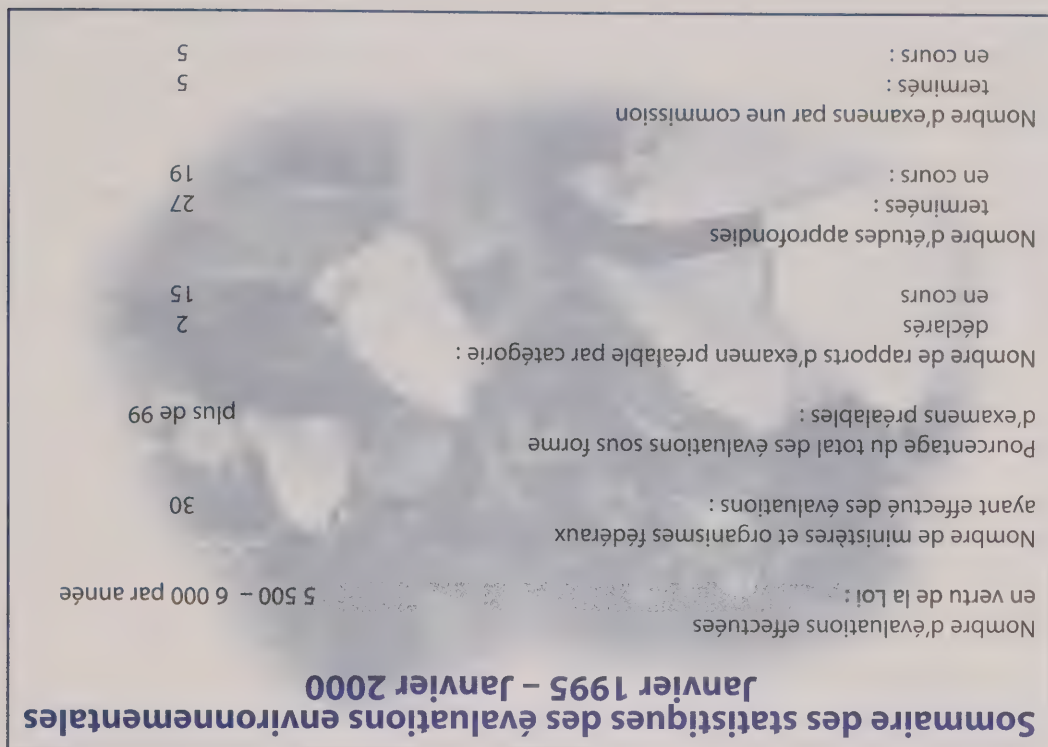 Sommaire des statistiques des évaluations environnementales
Janvier 1995 – Janvier 2000
Nombre d'évaluations effectuées
en vertu de la Loi : 5 500 – 6 000 par année
Nombre de ministères et organismes fédéraux
ayant effectué des évaluations : 30
Pourcentage du total des évaluations sous forme
d'examens préalables : plus de 99
Nombre de rapports d'examen préalable par catégorie :
déclarés 2
en cours 15
Nombre d'études approfondies
terminées : 27
en cours : 19
Nombre d'examens par une commission
terminés : 5
en cours : 5